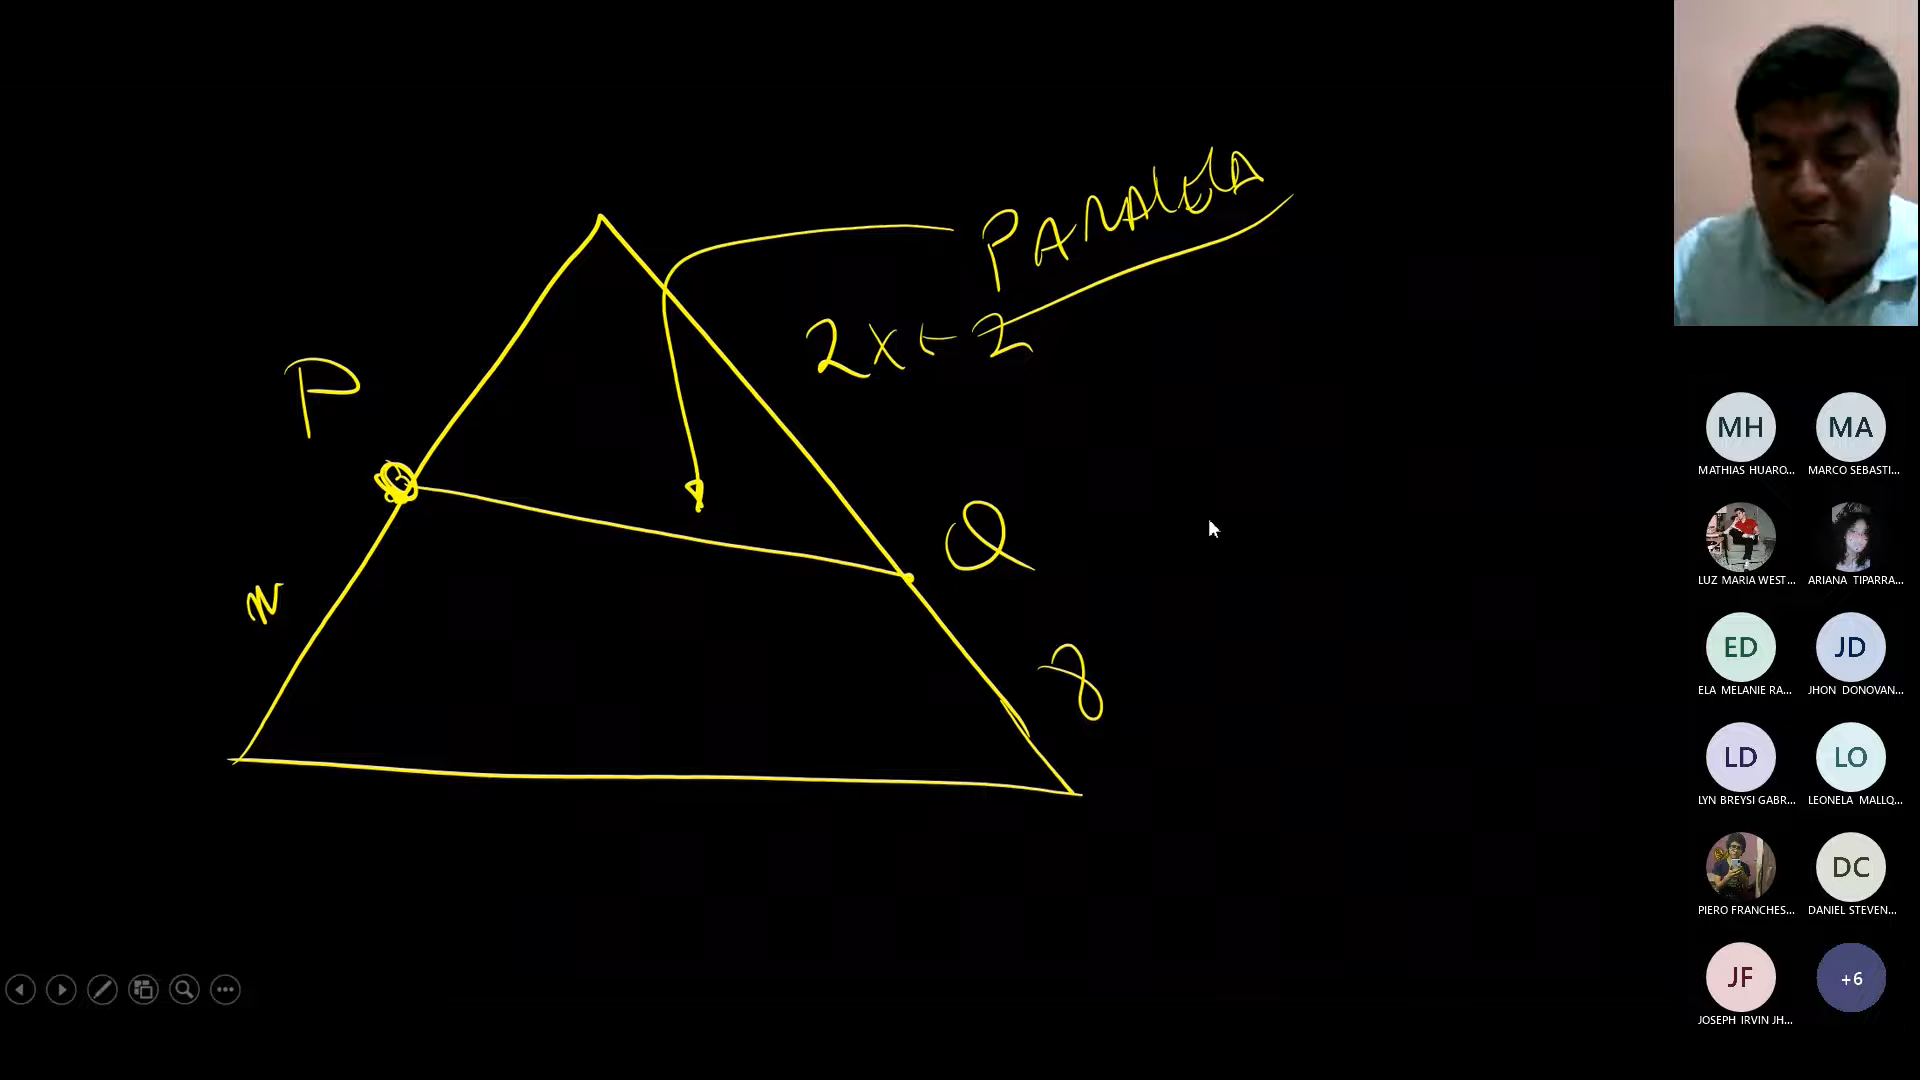 PARALELA
2x+2
P
Q
8
MH
MA
MATHIAS HUARO...
MARCO SEBASTI...
LUZ MARIA WEST...
ARIANA TIPARRA...
ED
JD
ELA MELANIE RA...
JHON DONOVAN...
LD
LO
LYN BREYSI GABR...
LEONELA MALLQ...
DC
PIERO FRANCHES...
DANIEL STEVEN...
JF
+6
JOSEPH IRVIN JH...